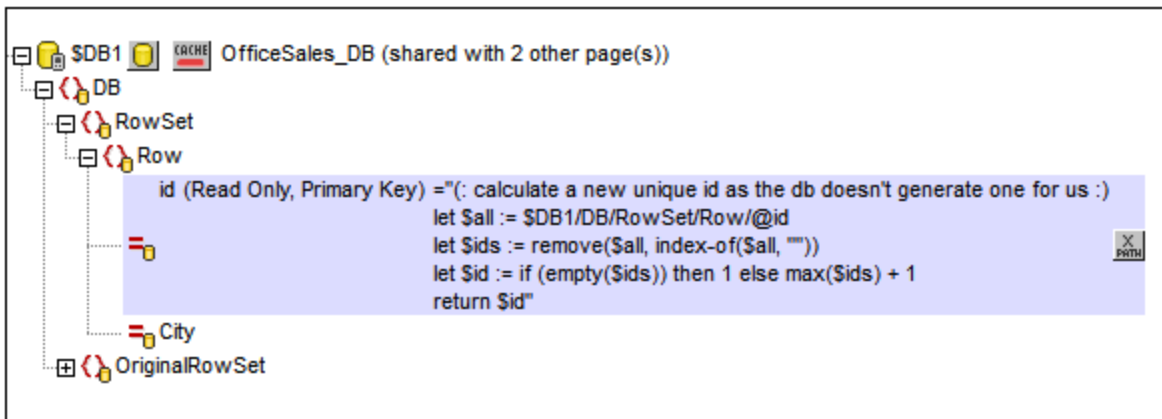 $DB1 CACHE OfficeSales_DB (shared with 2 other page(s))
DB
RowSet
Row
id (Read Only, Primary Key) ="(: calculate a new unique id as the db doesn't generate one for us :)
let $all := $DB1/DB/RowSet/Row/@id
let $ids := remove($all, index-of($all, ""))
let $id := if (empty($ids)) then 1 else max($ids) + 1
return $id"
X PATH
City
OriginalRowSet